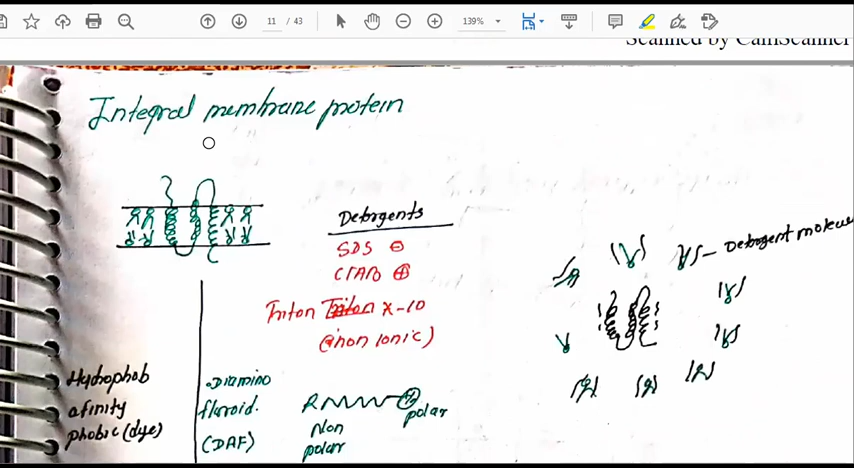 11 / 43
139%
Scanned by CamScanner
Integral membrane protein
Detergents
SDS ⊖
CTAB ⊕
Triton Triton x-10
(non ionic)
Detergent molecu
Hydrophob
afinity
phobic (dye)
Diamino
floroid.
(DAF)
R
polar
Non
polar